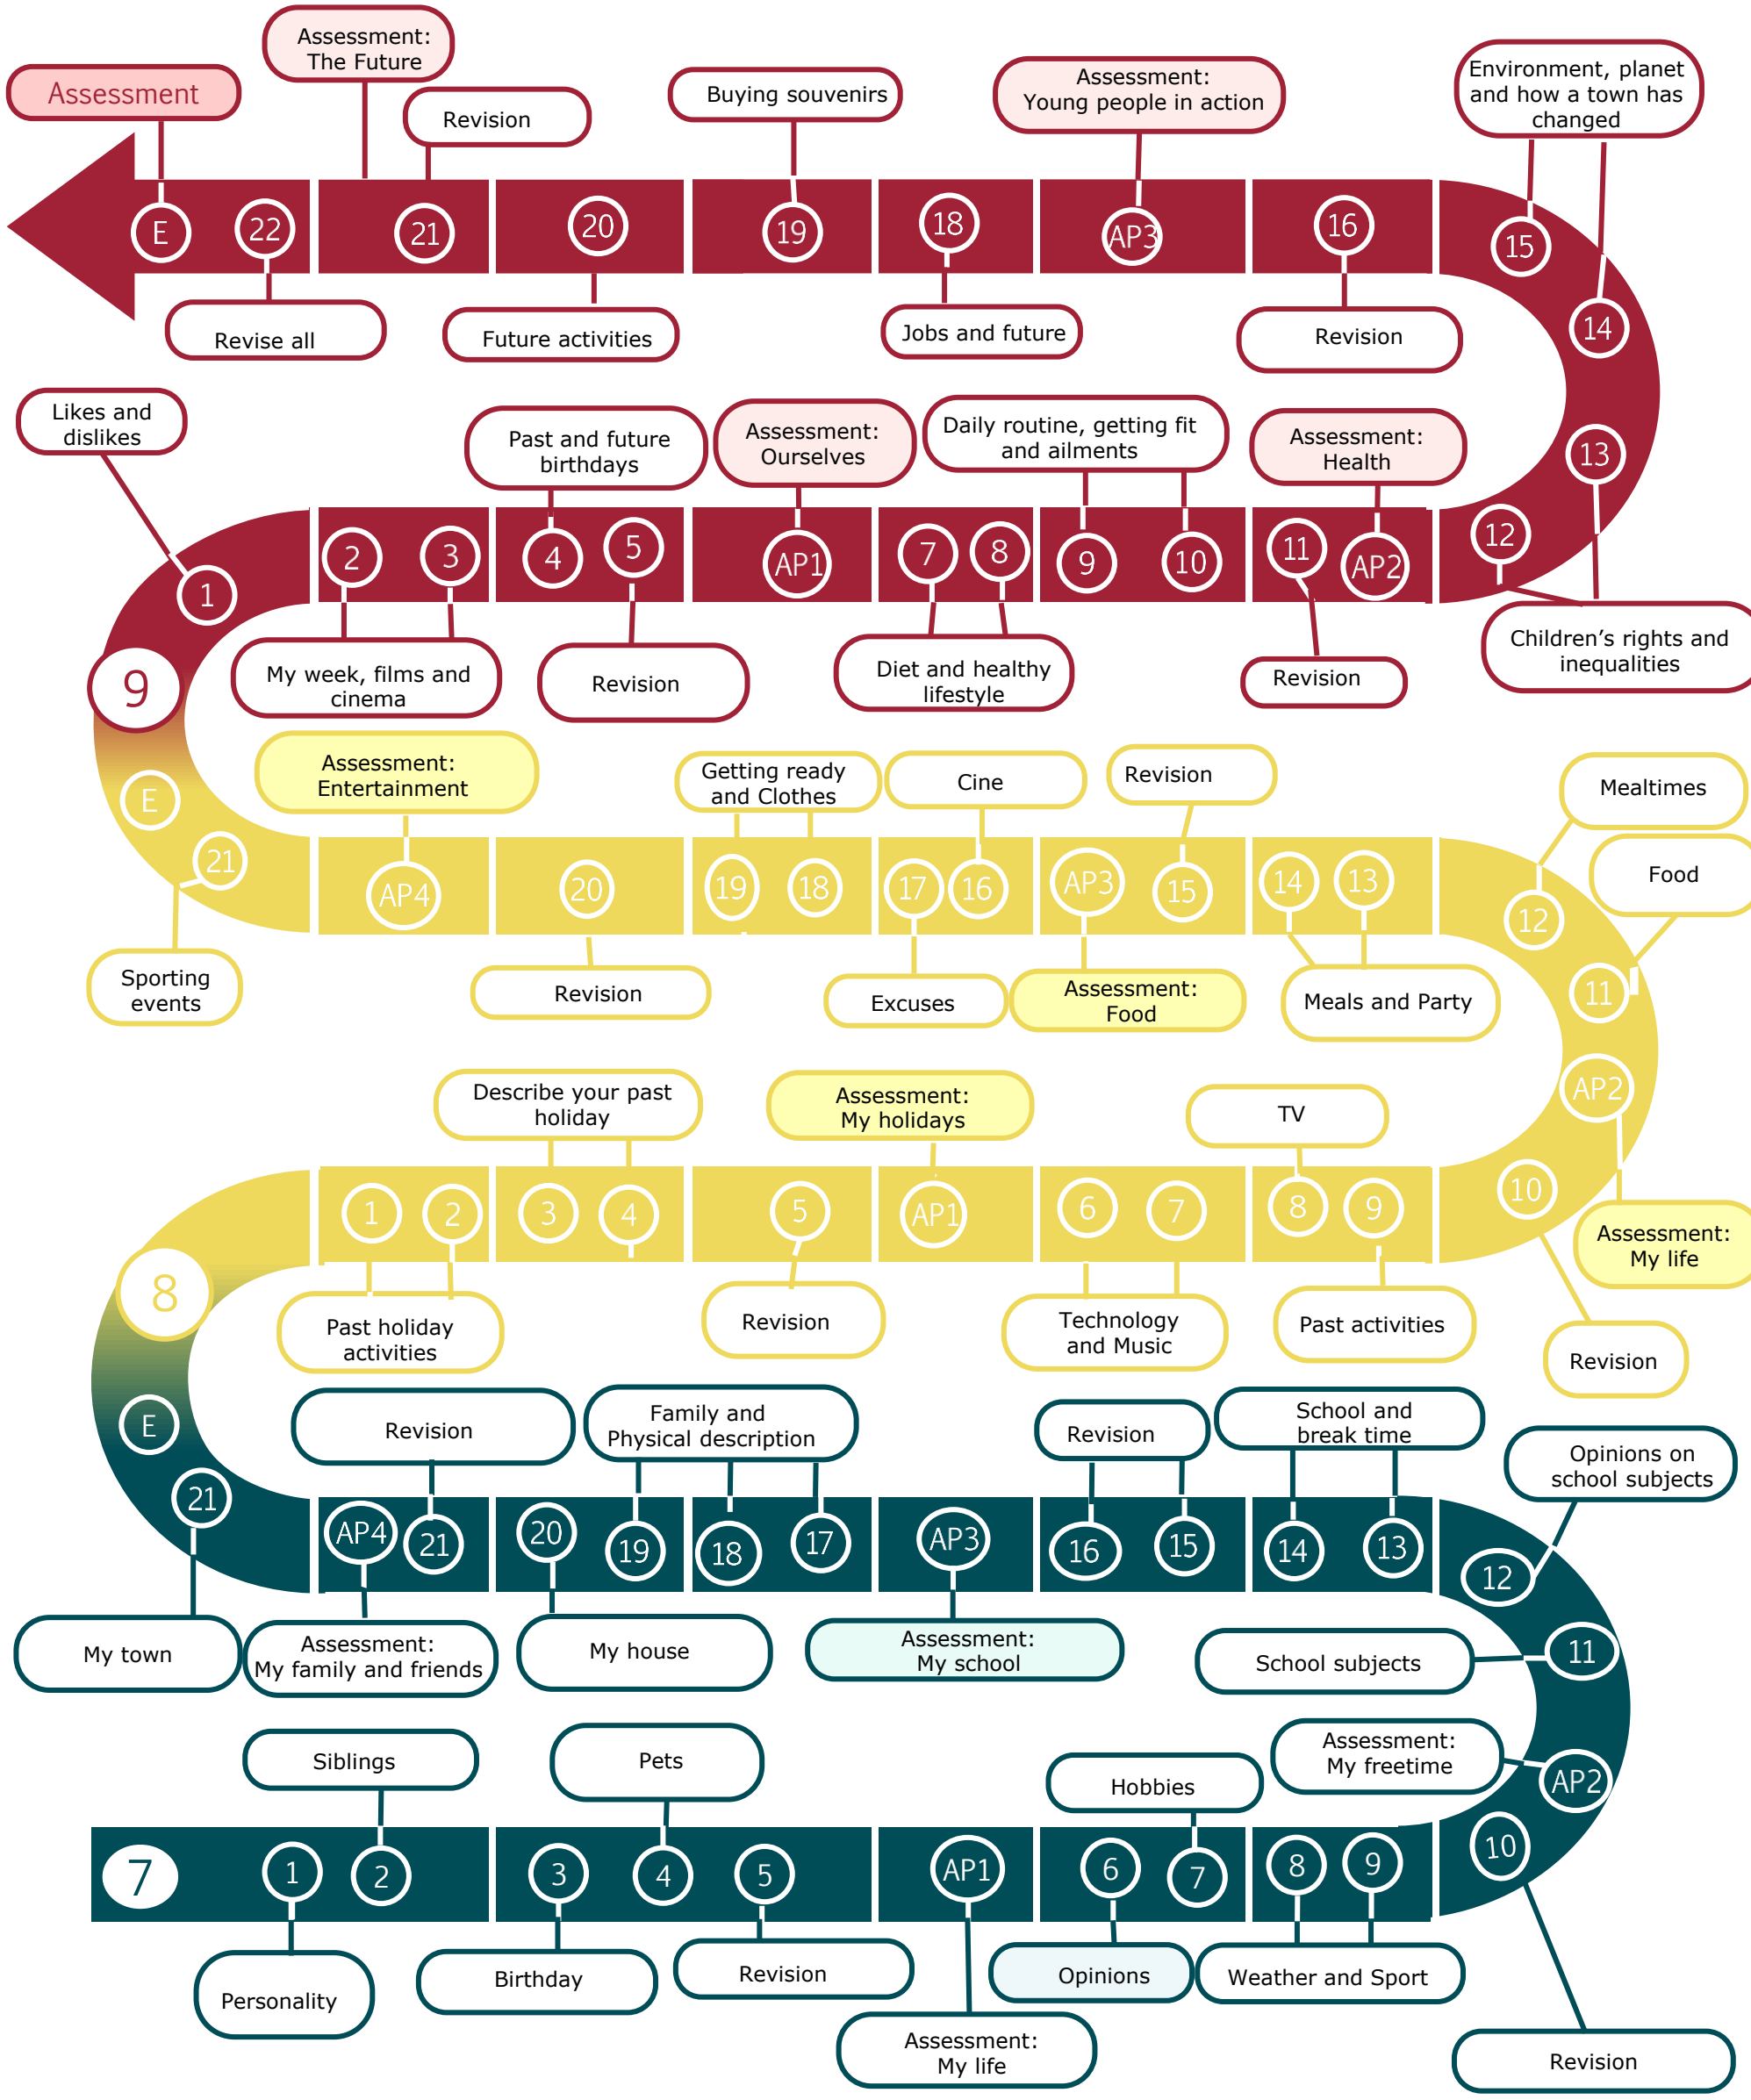 Assessment:
The Future
Assessment
Revision
Buying souvenirs
Assessment:
Young people in action
Environment, planet
and how a town has
changed
E
22
21
20
19
18
AP3
16
15
14
Revise all
Future activities
Jobs and future
Revision
Likes and
dislikes
Past and future
birthdays
Assessment:
Ourselves
Daily routine, getting fit
and ailments
Assessment:
Health
13
12
1
2
3
4
5
AP1
7
8
9
10
11
AP2
9
My week, films and
cinema
Revision
Diet and healthy
lifestyle
Revision
Children’s rights and
inequalities
Assessment:
Entertainment
Getting ready
and Clothes
Cine
Revision
Mealtimes
Food
E
21
AP4
20
19
18
17
16
AP3
15
14
13
12
11
Sporting
events
Revision
Excuses
Assessment:
Food
Meals and Party
Describe your past
holiday
Assessment:
My holidays
TV
AP2
10
1
2
3
4
5
AP1
6
7
8
9
Assessment:
My life
8
Past holiday
activities
Revision
Technology
and Music
Past activities
Revision
E
Revision
Family and
Physical description
Revision
School and
break time
Opinions on
school subjects
21
AP4
21
20
19
18
17
AP3
16
15
14
13
12
11
My town
Assessment:
My family and friends
My house
Assessment:
My school
School subjects
Siblings
Pets
Hobbies
Assessment:
My freetime
AP2
10
7
1
2
3
4
5
AP1
6
7
8
9
Personality
Birthday
Revision
Opinions
Weather and Sport
Assessment:
My life
Revision